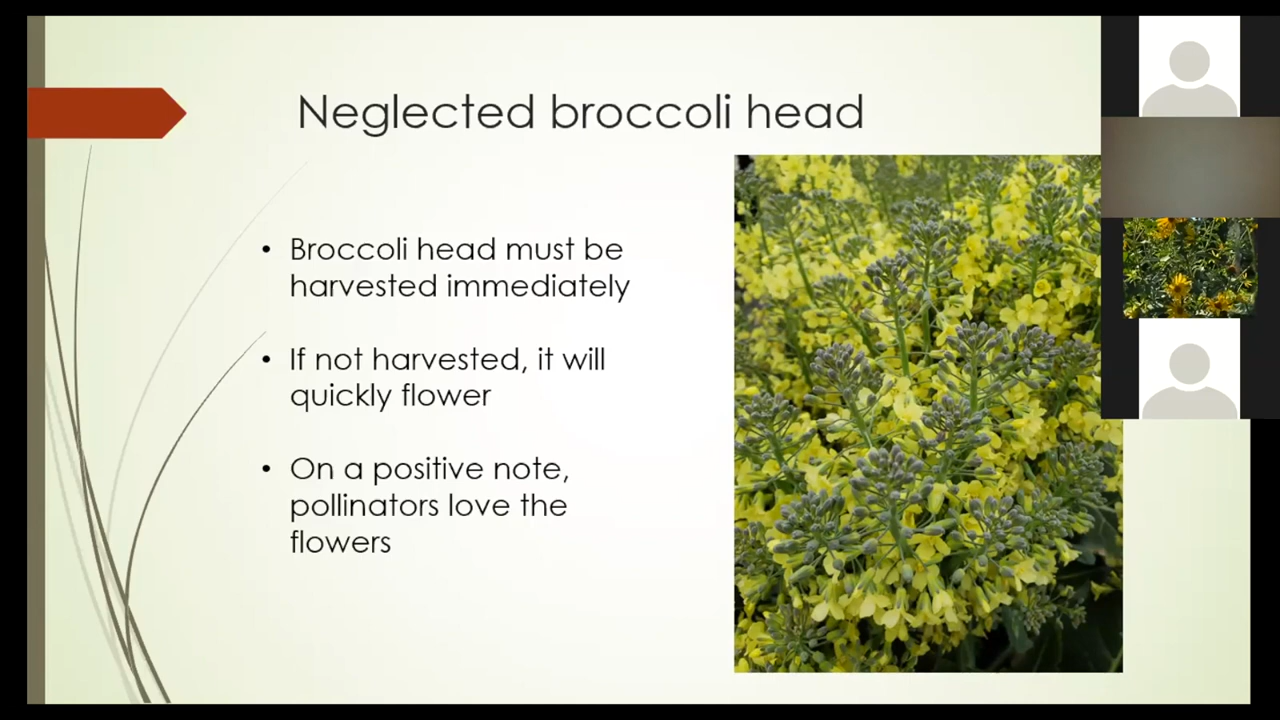 Neglected broccoli head
• Broccoli head must be
harvested immediately
• If not harvested, it will
quickly flower
• On a positive note,
pollinators love the
flowers